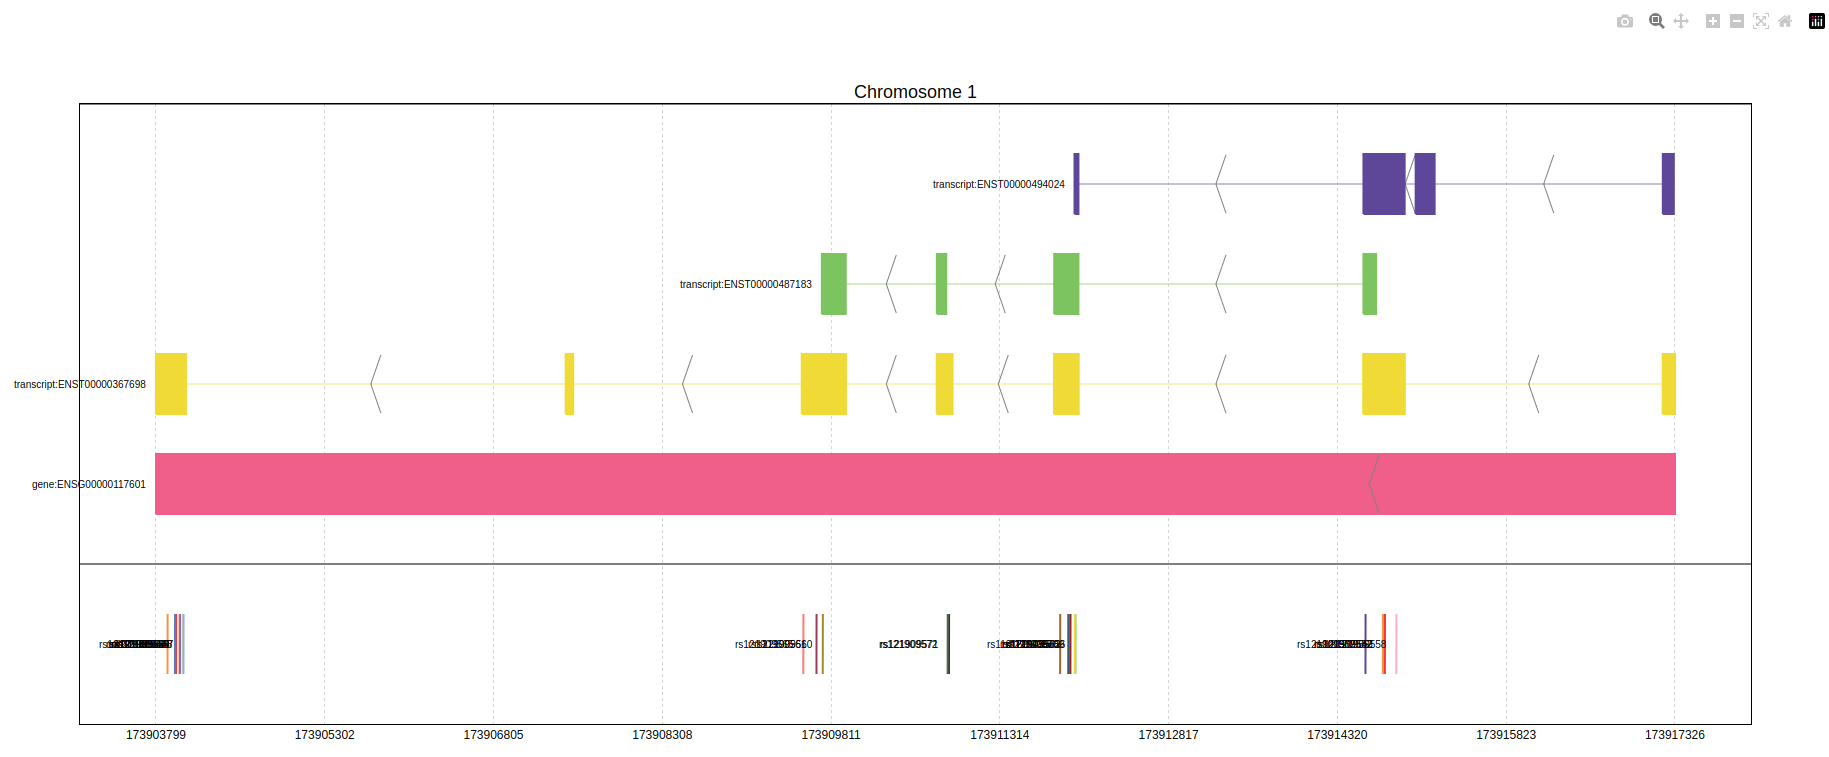 Chromosome 1
transcript:ENST00000494024
transcript:ENST00000487183
transcript:ENST00000367698
gene:ENSG00000117601
rs121909571
173903799 173905302 173906805 173908308 173909811 173911314 173912817 173914320 173915823 173917326